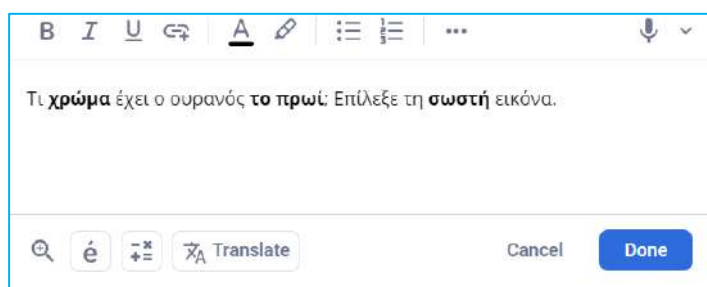 B I U A
Τι χρώμα έχει ο ουρανός το πρωί; Επίλεξε τη σωστή εικόνα.
é Translate Cancel Done